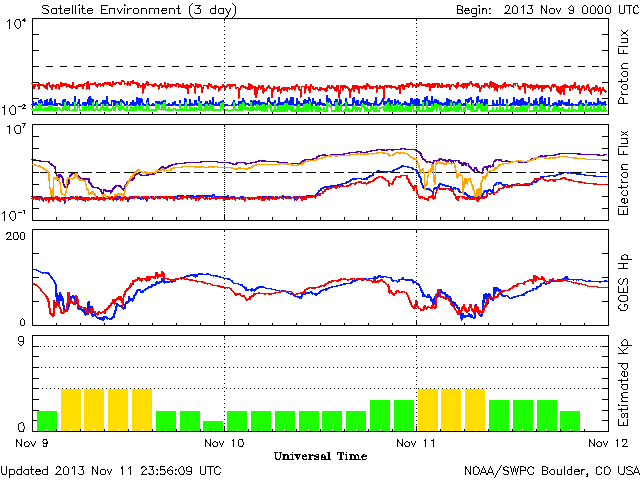 Satellite Environment (3 day) Begin: 2013 Nov 9 0000 UTC
10⁴
10⁻²
Proton Flux
10⁷
10⁻¹
Electron Flux
200
0
GOES Hp
9
0
Estimated Kp
Nov 9 Nov 10 Nov 11 Nov 12
Universal Time
Updated 2013 Nov 11 23:56:09 UTC NOAA/SWPC Boulder, CO USA